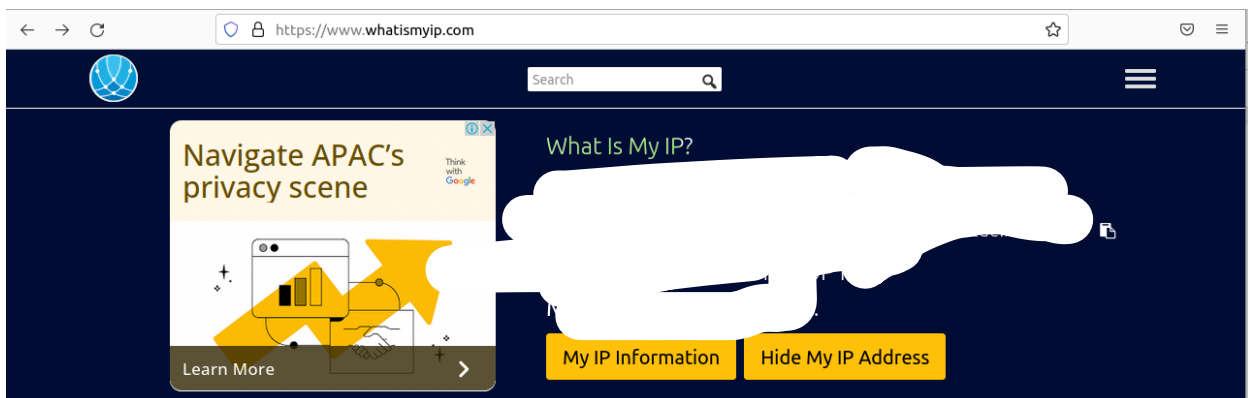 https://www.whatismyip.com
Search
Navigate APAC's
privacy scene
Think
with
Google
Learn More
What Is My IP?
My IP Information
Hide My IP Address